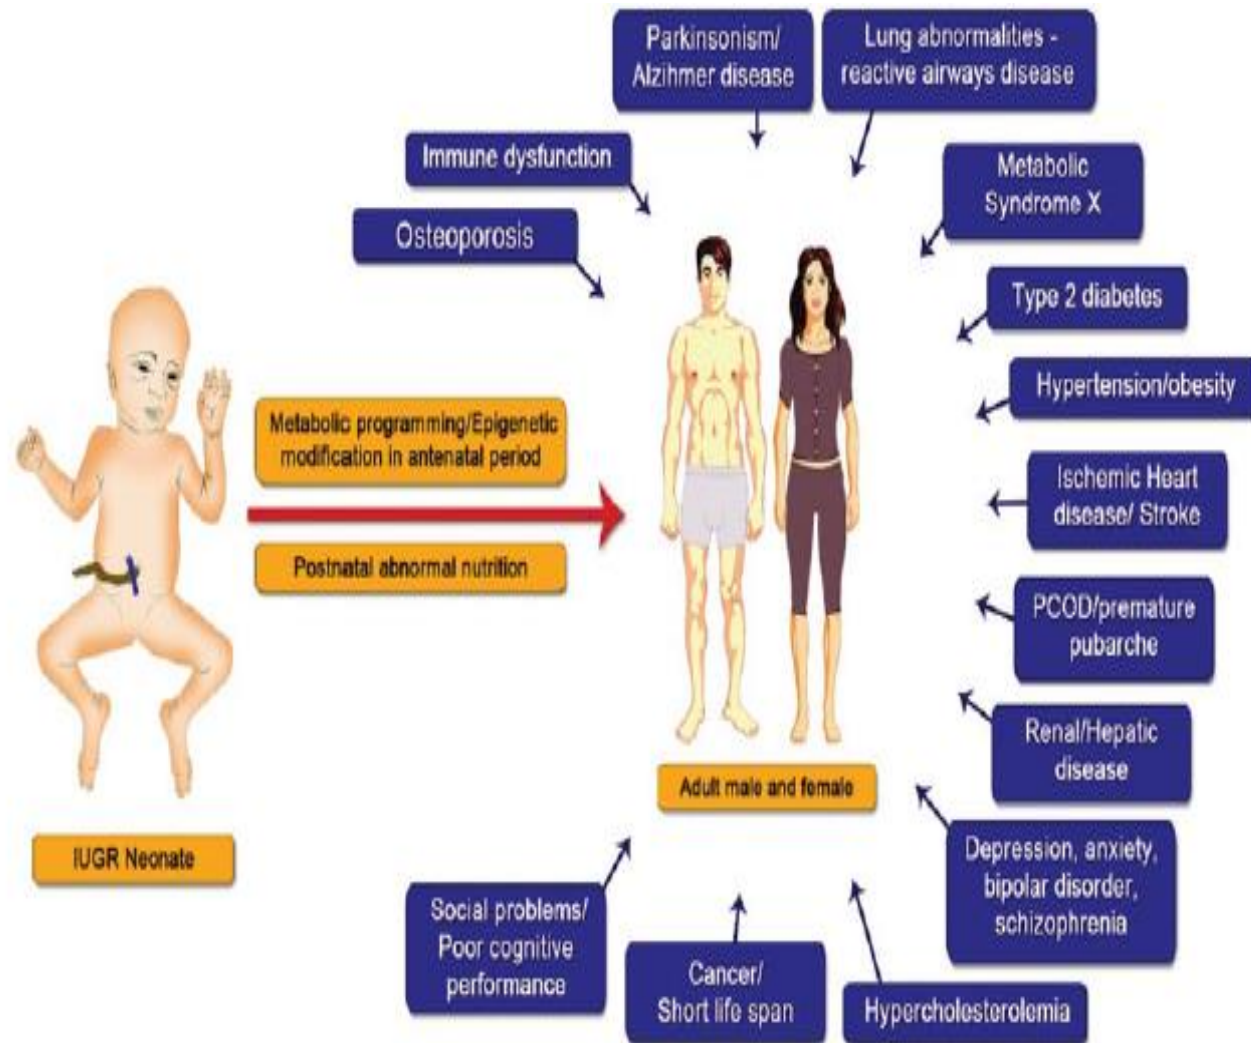 Parkinsonism/
Alzihmer disease
Lung abnormalities -
reactive airways disease
Immune dysfunction
Metabolic
Syndrome X
Osteoporosis
Type 2 diabetes
Hypertension/obesity
Metabolic programming/Epigenetic
modification in antenatal period
Ischemic Heart
disease/ Stroke
Postnatal abnormal nutrition
PCOD/premature
pubarche
Renal/Hepatic
disease
Adult male and female
IUGR Neonate
Depression, anxiety,
bipolar disorder,
schizophrenia
Social problems/
Poor cognitive
performance
Cancer/
Short life span
Hypercholesterolemia